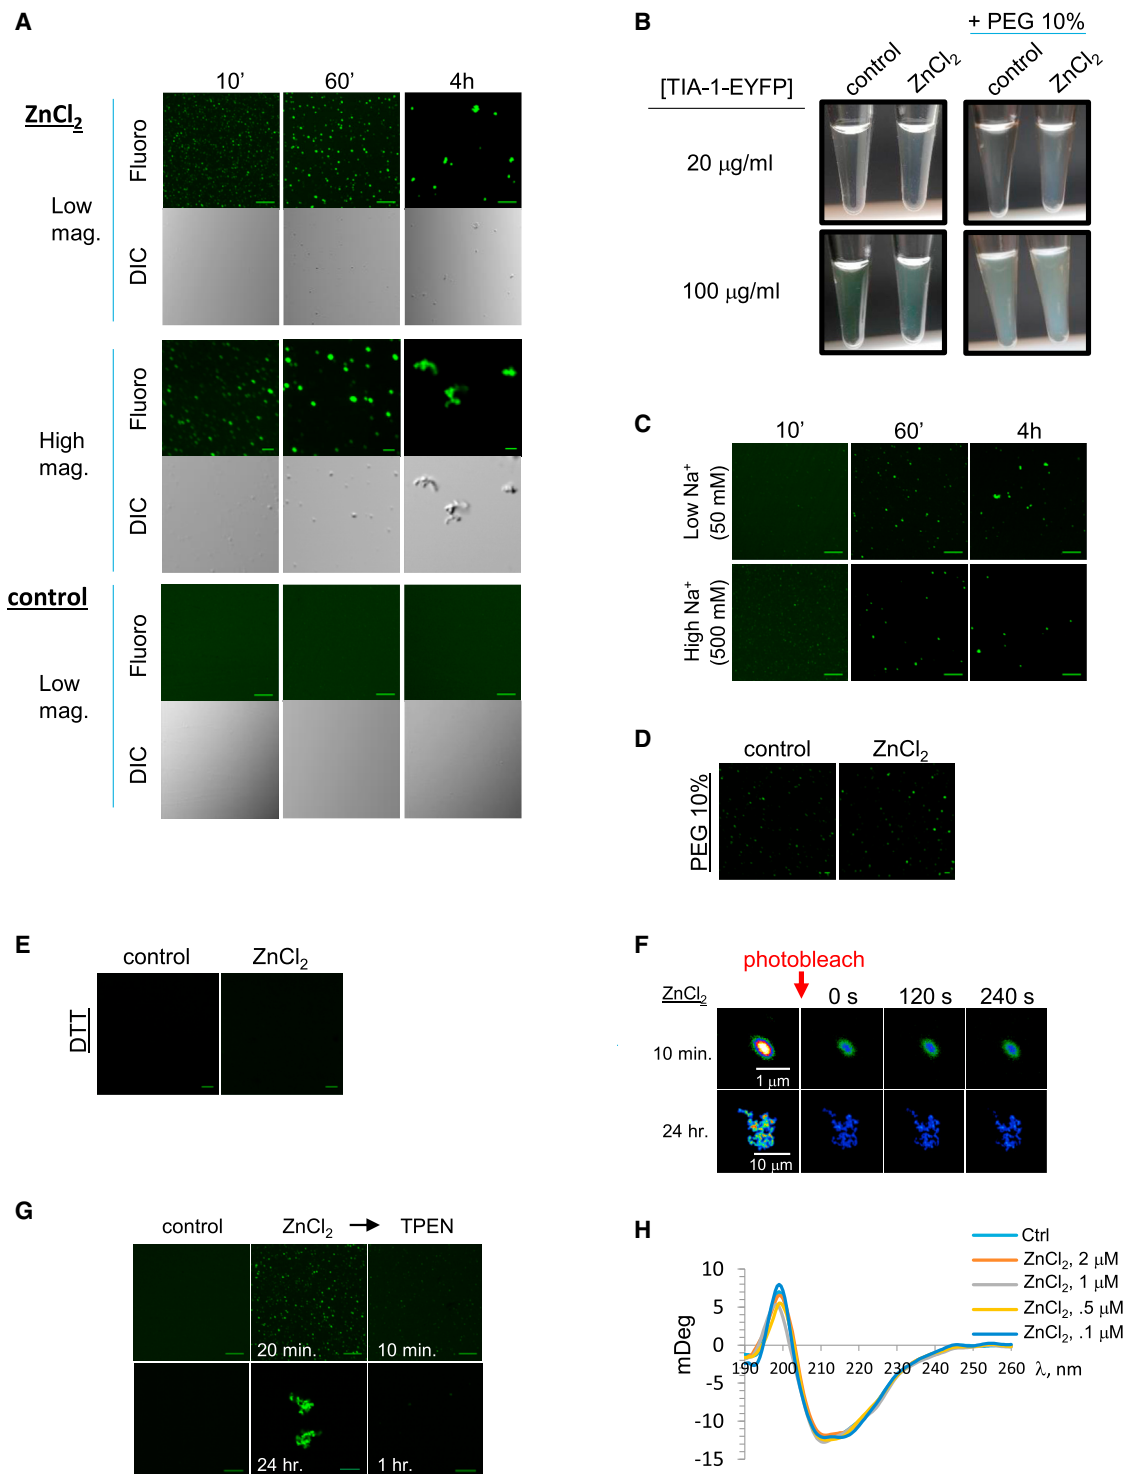 A
10’ 60’ 4h
ZnCl2
Low mag.
Fluoro
DIC
High mag.
Fluoro
DIC
control
Low mag.
Fluoro
DIC
B
+ PEG 10%
[TIA-1-EYFP]
control ZnCl2 control ZnCl2
20 µg/ml
100 µg/ml
C
10’ 60’ 4h
Low Na+ (50 mM)
High Na+ (500 mM)
D
control ZnCl2
PEG 10%
E
control ZnCl2
DTT
F
photobleach
ZnCl2 0 s 120 s 240 s
10 min.
1 µm
24 hr.
10 µm
G
control ZnCl2 → TPEN
20 min. 10 min.
24 hr. 1 hr.
H
Ctrl
ZnCl2, 2 µM
ZnCl2, 1 µM
ZnCl2, .5 µM
ZnCl2, .1 µM
mDeg
10
5
0
-5
-10
-15
190 200 210 220 230 240 250 260 λ, nm